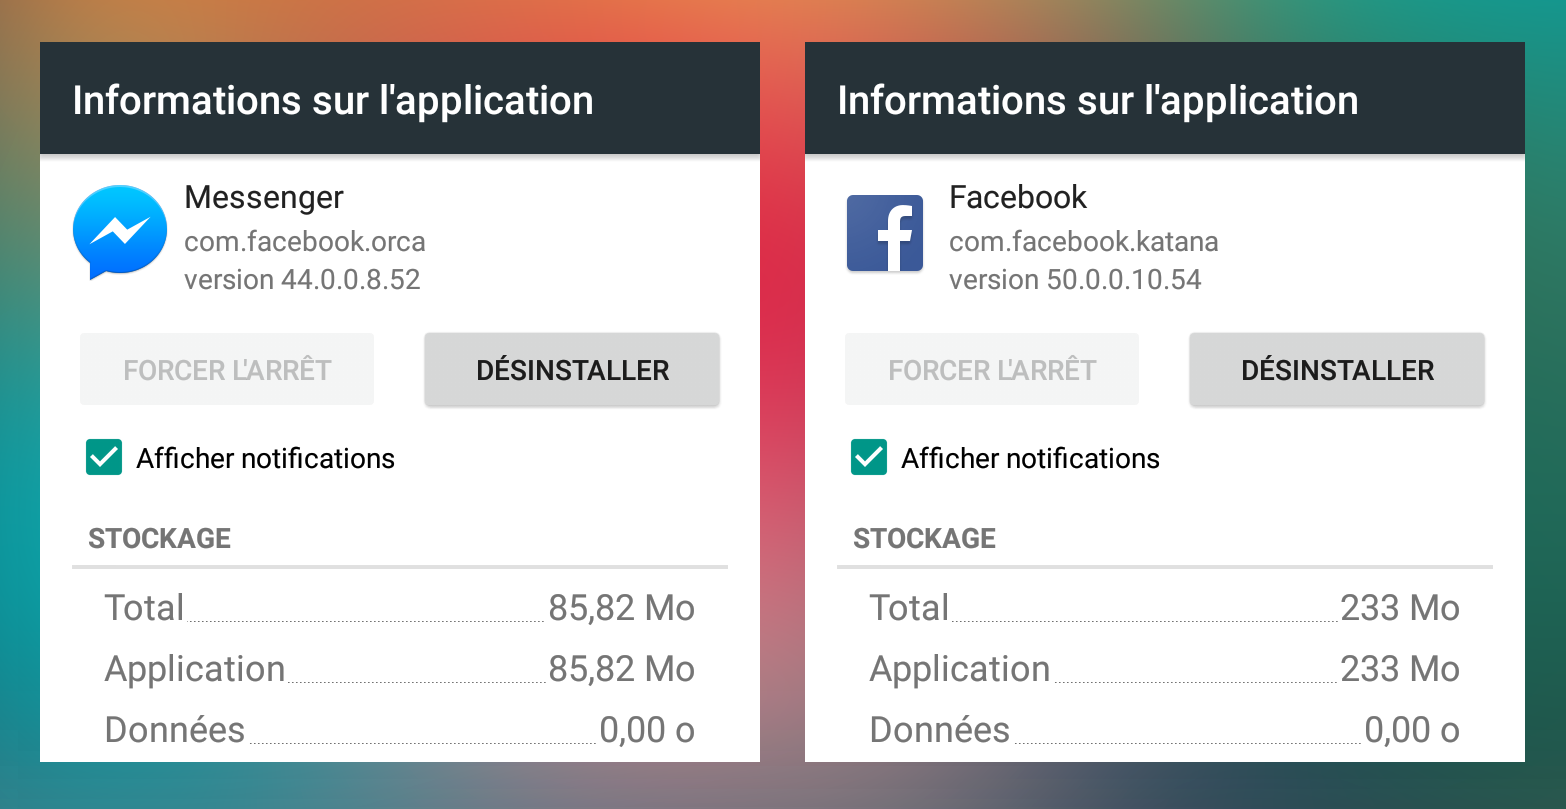 Informations sur l'application
Messenger
com.facebook.orca
version 44.0.0.8.52
FORCER L'ARRÊT
DÉSINSTALLER
Afficher notifications
STOCKAGE
Total 85,82 Mo
Application 85,82 Mo
Données 0,00 o
Informations sur l'application
Facebook
com.facebook.katana
version 50.0.0.10.54
FORCER L'ARRÊT
DÉSINSTALLER
Afficher notifications
STOCKAGE
Total 233 Mo
Application 233 Mo
Données 0,00 o